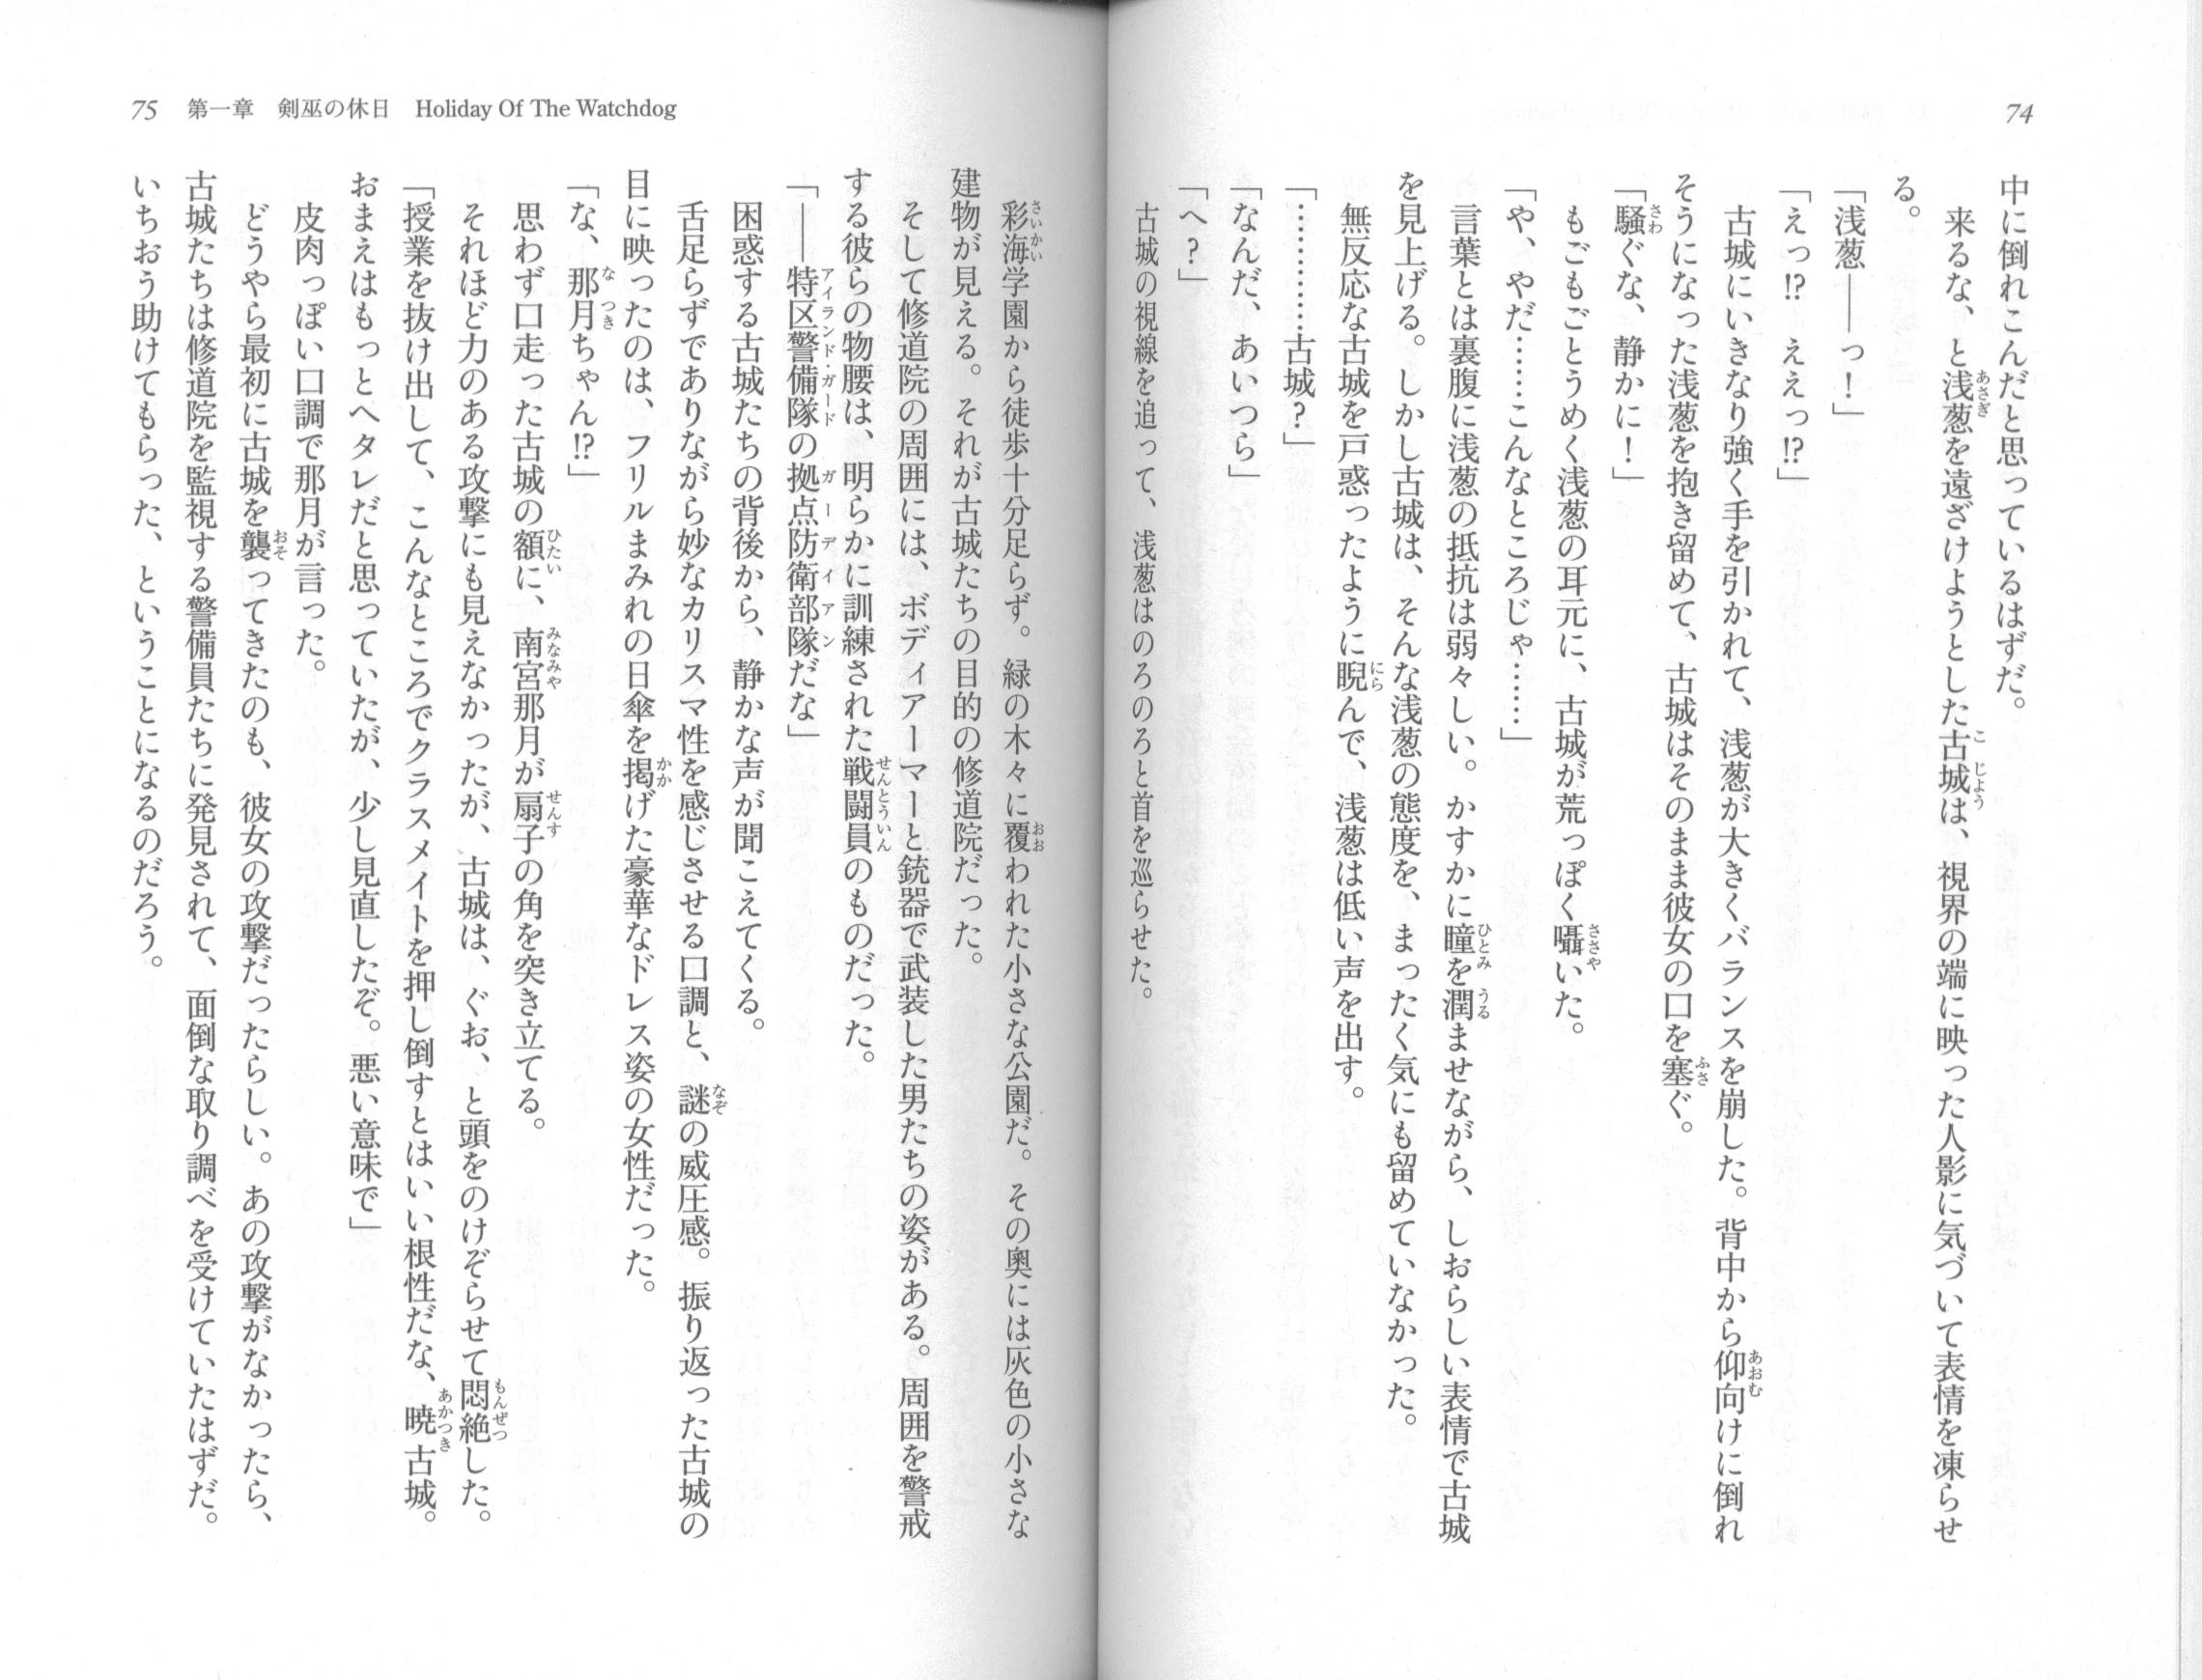 74
中に倒れこんだと思っているはずだ。
来るな、と浅葱を遠ざけようとした古城は、視界の端に映った人影に気づいて表情を凍らせ
る。
「浅葱――っ！」
「えっ!?　ええっ!?」
古城にいきなり強く手を引かれて、浅葱が大きくバランスを崩した。背中から仰向けに倒れ
そうになった浅葱を抱き留めて、古城はそのまま彼女の口を塞ぐ。
「騒ぐな、静かに！」
もごもごとうめく浅葱の耳元に、古城が荒っぽく囁いた。
「や、やだ……こんなところじゃ……」
言葉とは裏腹に浅葱の抵抗は弱々しい。かすかに瞳を潤ませながら、しおらしい表情で古城
を見上げる。しかし古城は、そんな浅葱の態度を、まったく気にも留めていなかった。
無反応な古城を戸惑ったように睨んで、浅葱は低い声を出す。
「…………古城？」
「なんだ、あいつら」
「へ？」
古城の視線を追って、浅葱はのろのろと首を巡らせた。
75　第一章　剣巫の休日　Holiday Of The Watchdog
彩海学園から徒歩十分足らず。緑の木々に覆われた小さな公園だ。その奥には灰色の小さな
建物が見える。それが古城たちの目的の修道院だった。
そして修道院の周囲には、ボディアーマーと銃器で武装した男たちの姿がある。周囲を警戒
する彼らの物腰は、明らかに訓練された戦闘員のものだった。
「――特区警備隊の拠点防衛部隊だな」
困惑する古城たちの背後から、静かな声が聞こえてくる。
舌足らずでありながら妙なカリスマ性を感じさせる口調と、謎の威圧感。振り返った古城の
目に映ったのは、フリルまみれの日傘を掲げた豪華なドレス姿の女性だった。
「な、那月ちゃん!?」
思わず口走った古城の額に、南宮那月が扇子の角を突き立てる。
それほど力のある攻撃にも見えなかったが、古城は、ぐお、と頭をのけぞらせて悶絶した。
「授業を抜け出して、こんなところでクラスメイトを押し倒すとはいい根性だな、暁古城。
おまえはもっとヘタレだと思っていたが、少し見直したぞ。悪い意味で」
皮肉っぽい口調で那月が言った。
どうやら最初に古城を襲ってきたのも、彼女の攻撃だったらしい。あの攻撃がなかったら、
古城たちは修道院を監視する警備員たちに発見されて、面倒な取り調べを受けていたはずだ。
いちおう助けてもらった、ということになるのだろう。